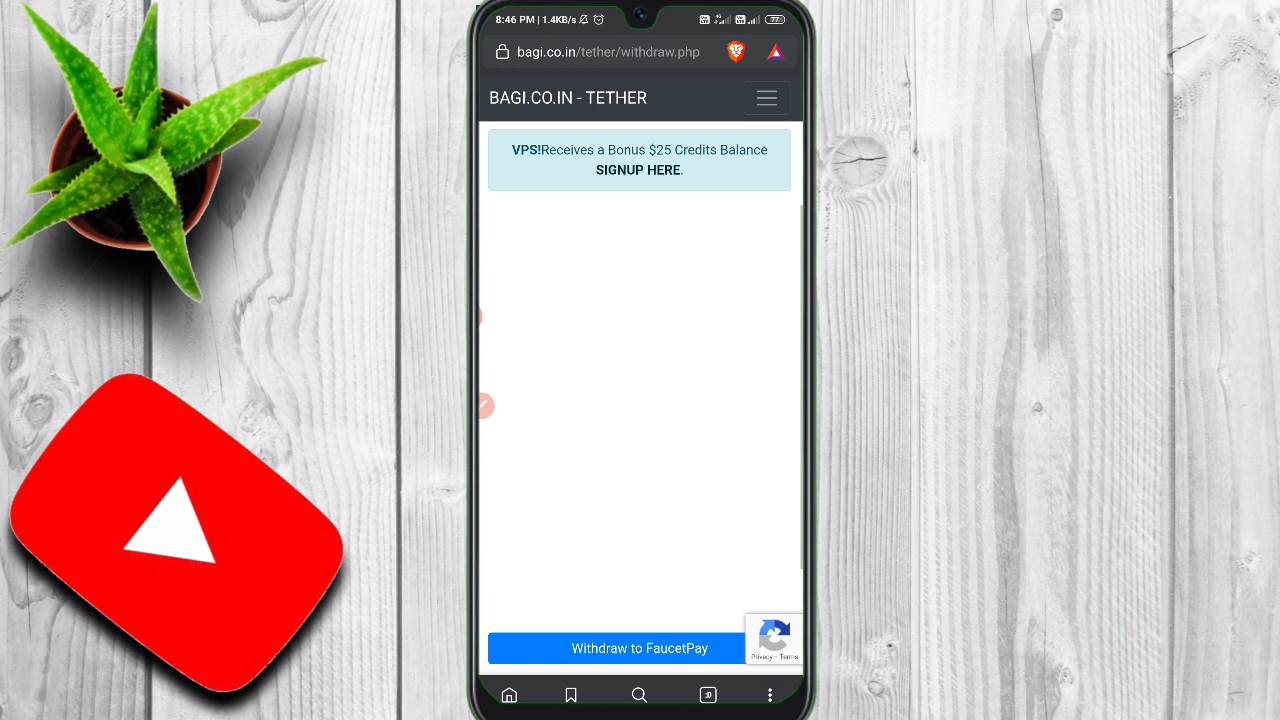 8:46 PM | 1.4KB/s
77
bagi.co.in/tether/withdraw.php
BAGI.CO.IN - TETHER
VPS!Receives a Bonus $25 Credits Balance
SIGNUP HERE.
Withdraw to FaucetPay
Privacy - Terms
:D